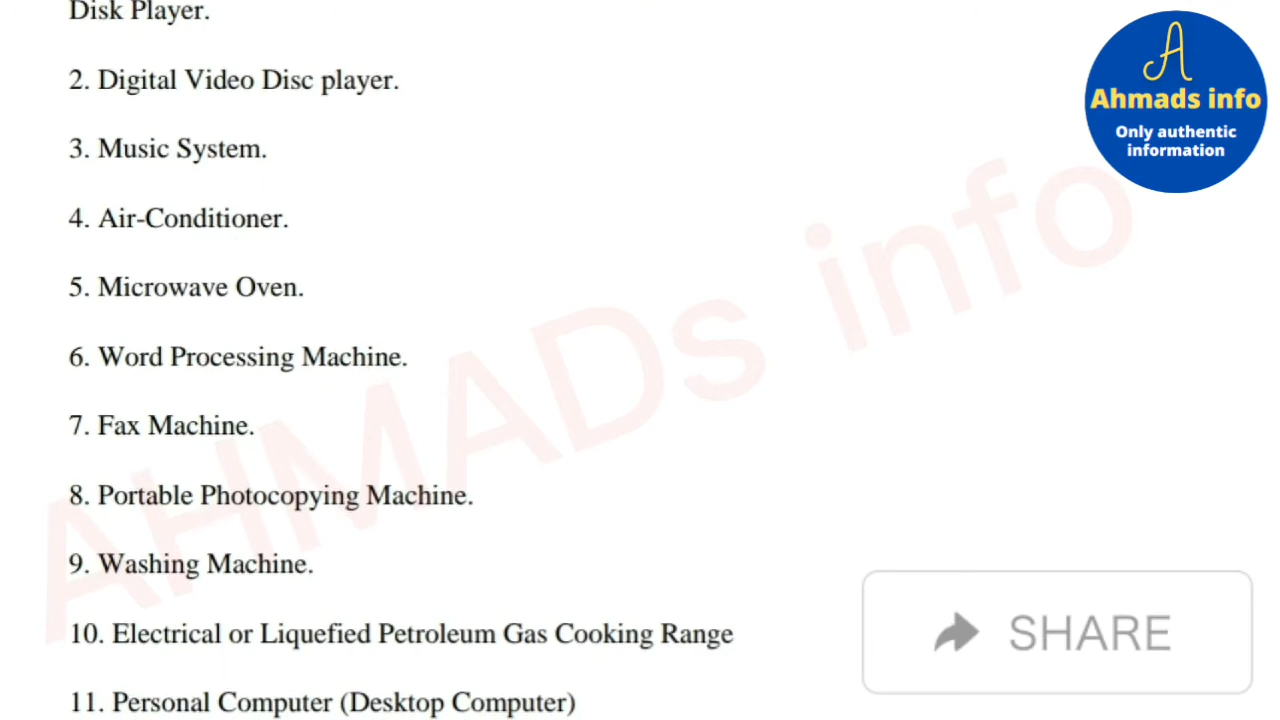 Disk Player.
2. Digital Video Disc player.
3. Music System.
4. Air-Conditioner.
5. Microwave Oven.
6. Word Processing Machine.
7. Fax Machine.
8. Portable Photocopying Machine.
9. Washing Machine.
10. Electrical or Liquefied Petroleum Gas Cooking Range
11. Personal Computer (Desktop Computer)
A
Ahmads info
Only authentic
information
AHMADs info
SHARE